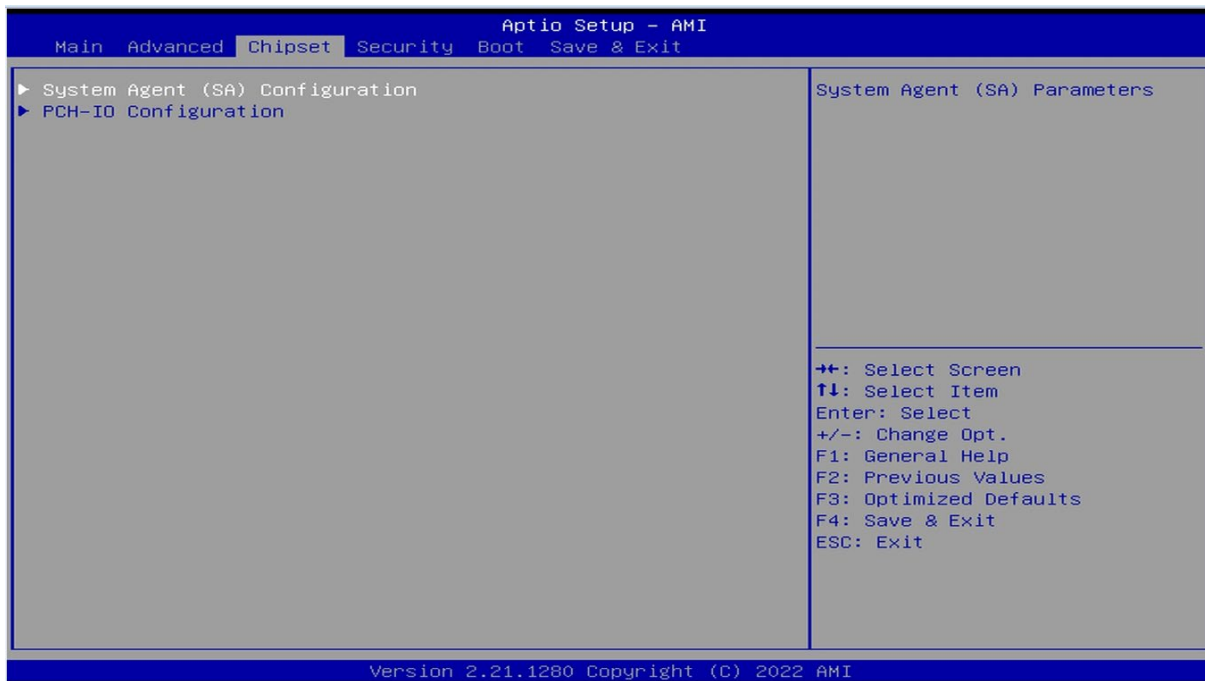 Aptio Setup – AMI
Main Advanced Chipset Security Boot Save & Exit
▶ System Agent (SA) Configuration
▶ PCH-IO Configuration
System Agent (SA) Parameters
→←: Select Screen
↑↓: Select Item
Enter: Select
+/-: Change Opt.
F1: General Help
F2: Previous Values
F3: Optimized Defaults
F4: Save & Exit
ESC: Exit
Version 2.21.1280 Copyright (C) 2022 AMI